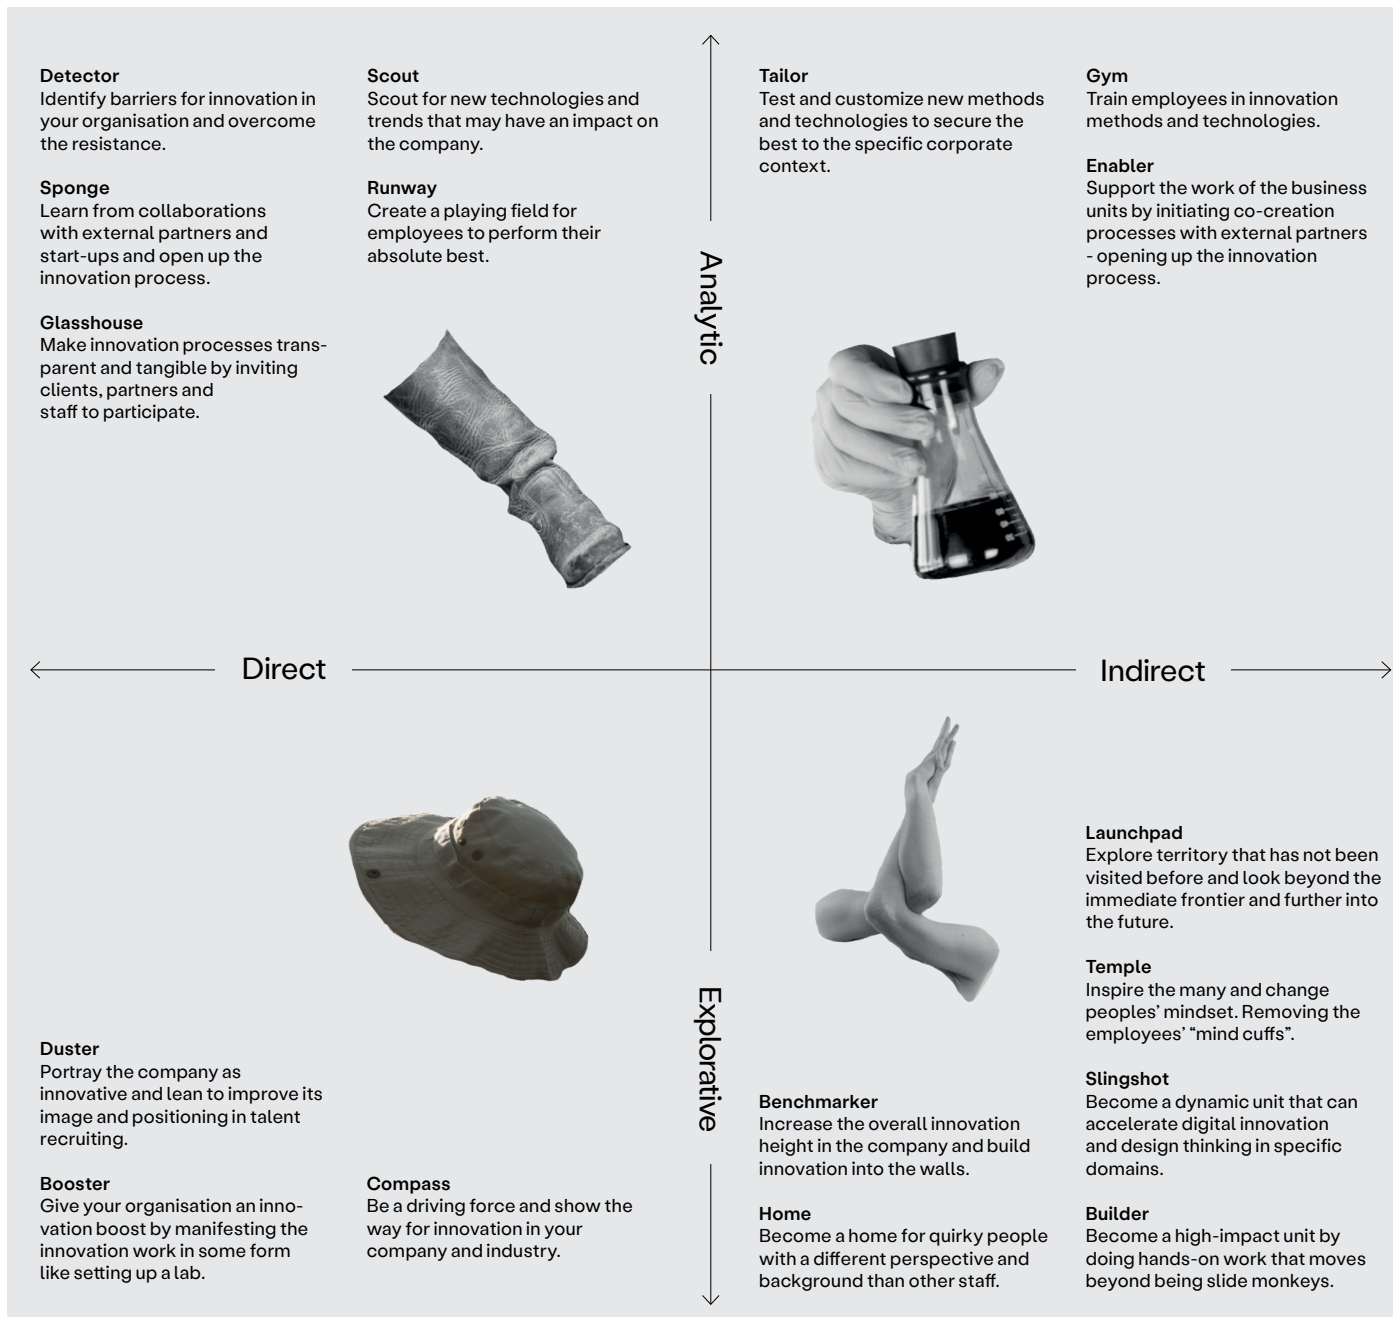 Detector
Identify barriers for innovation in
your organisation and overcome
the resistance.
Sponge
Learn from collaborations
with external partners and
start-ups and open up the
innovation process.
Glasshouse
Make innovation processes trans-
parent and tangible by inviting
clients, partners and
staff to participate.
Scout
Scout for new technologies and
trends that may have an impact on
the company.
Runway
Create a playing field for
employees to perform their
absolute best.
Analytic
Tailor
Test and customize new methods
and technologies to secure the
best to the specific corporate
context.
Gym
Train employees in innovation
methods and technologies.
Enabler
Support the work of the business
units by initiating co-creation
processes with external partners
- opening up the innovation
process.
Direct
Indirect
Duster
Portray the company as
innovative and lean to improve its
image and positioning in talent
recruiting.
Booster
Give your organisation an inno-
vation boost by manifesting the
innovation work in some form
like setting up a lab.
Compass
Be a driving force and show the
way for innovation in your
company and industry.
Explorative
Benchmarker
Increase the overall innovation
height in the company and build
innovation into the walls.
Home
Become a home for quirky people
with a different perspective and
background than other staff.
Launchpad
Explore territory that has not been
visited before and look beyond the
immediate frontier and further into
the future.
Temple
Inspire the many and change
peoples’ mindset. Removing the
employees’ “mind cuffs”.
Slingshot
Become a dynamic unit that can
accelerate digital innovation
and design thinking in specific
domains.
Builder
Become a high-impact unit by
doing hands-on work that moves
beyond being slide monkeys.